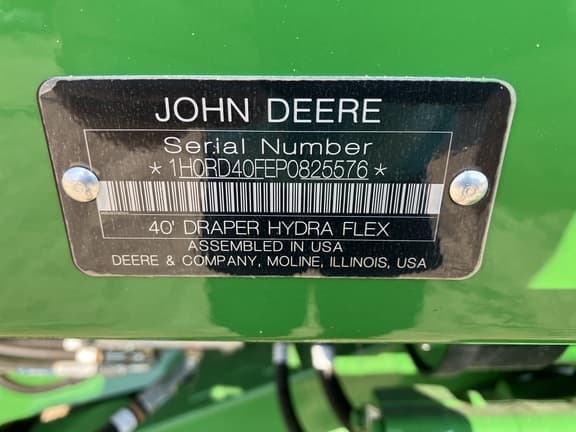 JOHN DEERE
Serial Number
*1H0RD40FEP0825576*
40' DRAPER HYDRA FLEX
ASSEMBLED IN USA
DEERE & COMPANY, MOLINE, ILLINOIS, USA